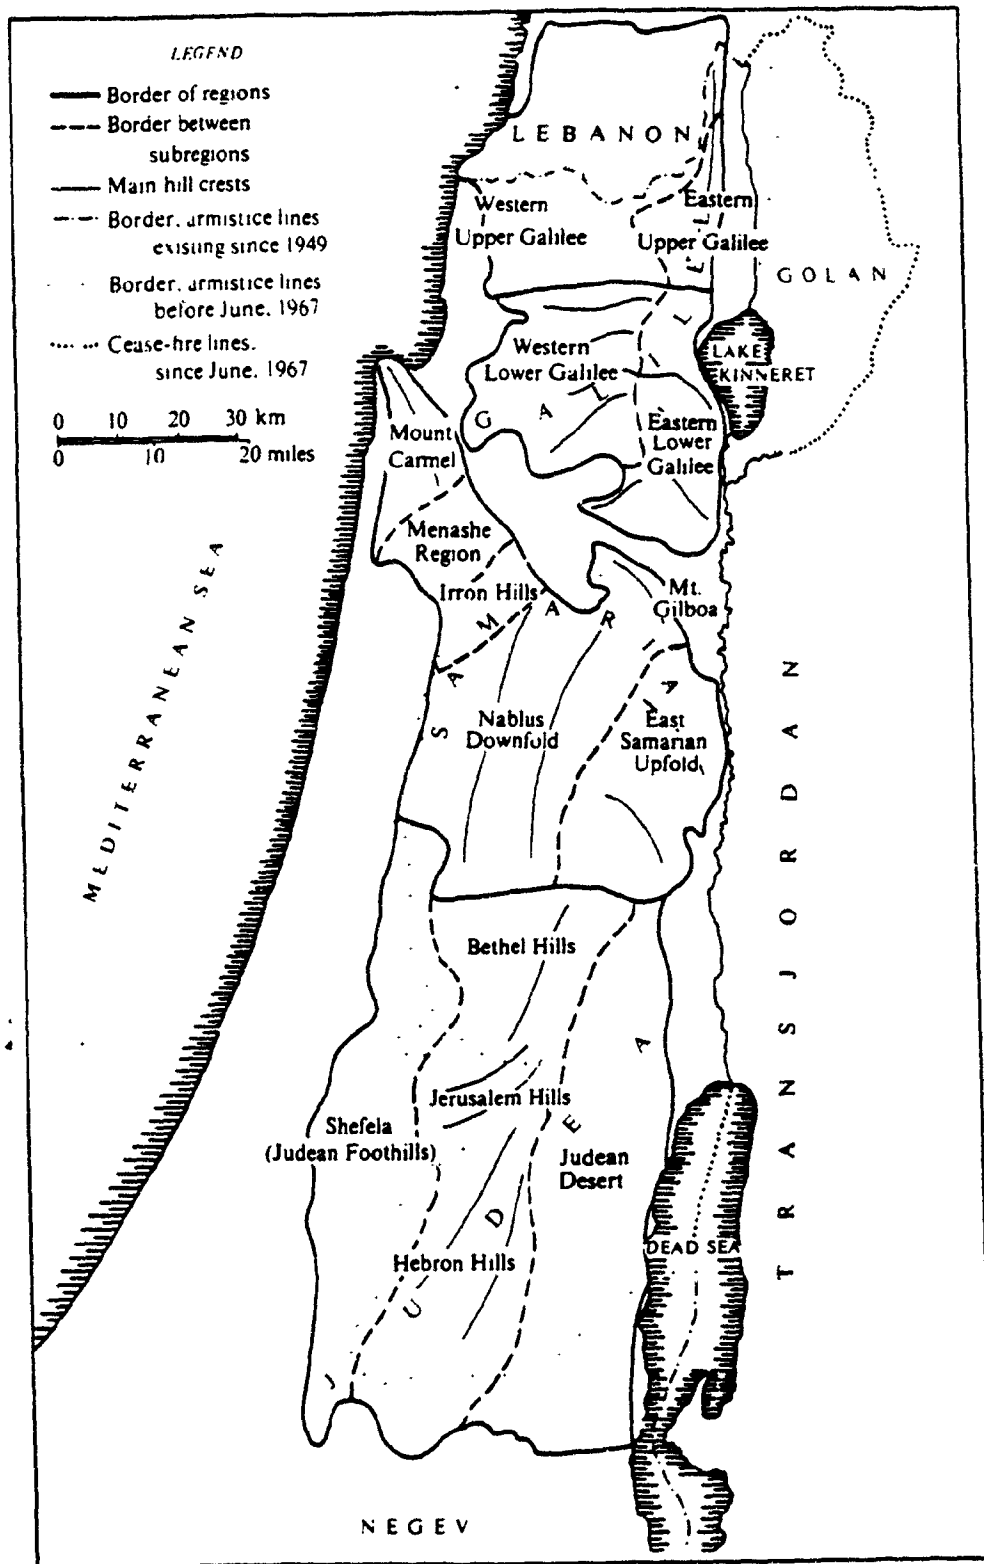 LEGEND
Border of regions
Border between
subregions
Main hill crests
Border, armistice lines
existing since 1949
Border, armistice lines
before June, 1967
Cease-fire lines,
since June, 1967
0 10 20 30 km
0 10 20 miles
LEBANON
Western
Upper Galilee
Eastern
Upper Galilee
GOLAN
GALILEE
Western
Lower Galilee
LAKE
KINNERET
Eastern
Lower
Galilee
Mount
Carmel
Menashe
Region
Irron Hills
Mt.
Gilboa
MEDITERRANEAN SEA
SAMARIA
Nablus
Downfold
East
Samarian
Upfold
TRANSJORDAN
Bethel Hills
Jerusalem Hills
Shefela
(Judean Foothills)
Judean
Desert
JUDEA
Hebron Hills
DEAD SEA
NEGEV